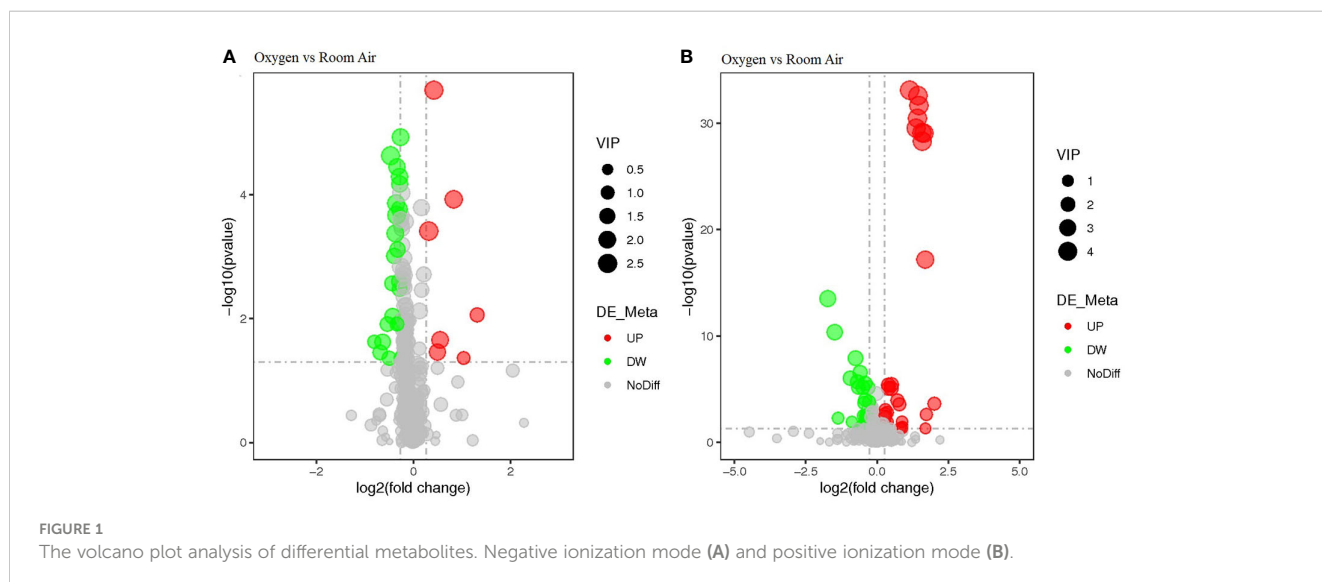 A
Oxygen vs Room Air
-log10(pvalue)
4
2
0
-2
0
2
log2(fold change)
VIP
0.5
1.0
1.5
2.0
2.5
DE_Meta
UP
DW
NoDiff
B
Oxygen vs Room Air
-log10(pvalue)
30
20
10
0
-5.0
-2.5
0.0
2.5
5.0
log2(fold change)
VIP
1
2
3
4
DE_Meta
UP
DW
NoDiff
FIGURE 1
The volcano plot analysis of differential metabolites. Negative ionization mode (A) and positive ionization mode (B).